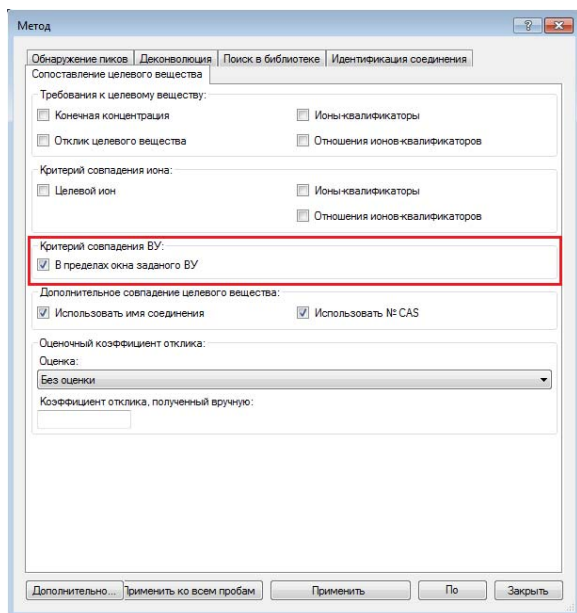 Метод
Обнаружение пиков Деконволюция Поиск в библиотеке Идентификация соединения
Сопоставление целевого вещества
Требования к целевому веществу:
Конечная концентрация Ионы-квалификаторы
Отклик целевого вещества Отношения ионов-квалификаторов
Критерий совпадения иона:
Целевой ион Ионы-квалификаторы
Отношения ионов-квалификаторов
Критерий совпадения ВУ:
В пределах окна заданого ВУ
Дополнительное совпадение целевого вещества:
Использовать имя соединения Использовать № CAS
Оценочный коэффициент отклика:
Оценка:
Без оценки
Коэффициент отклика, полученный вручную:
Дополнительно... Применить ко всем пробам Применить По Закрыть